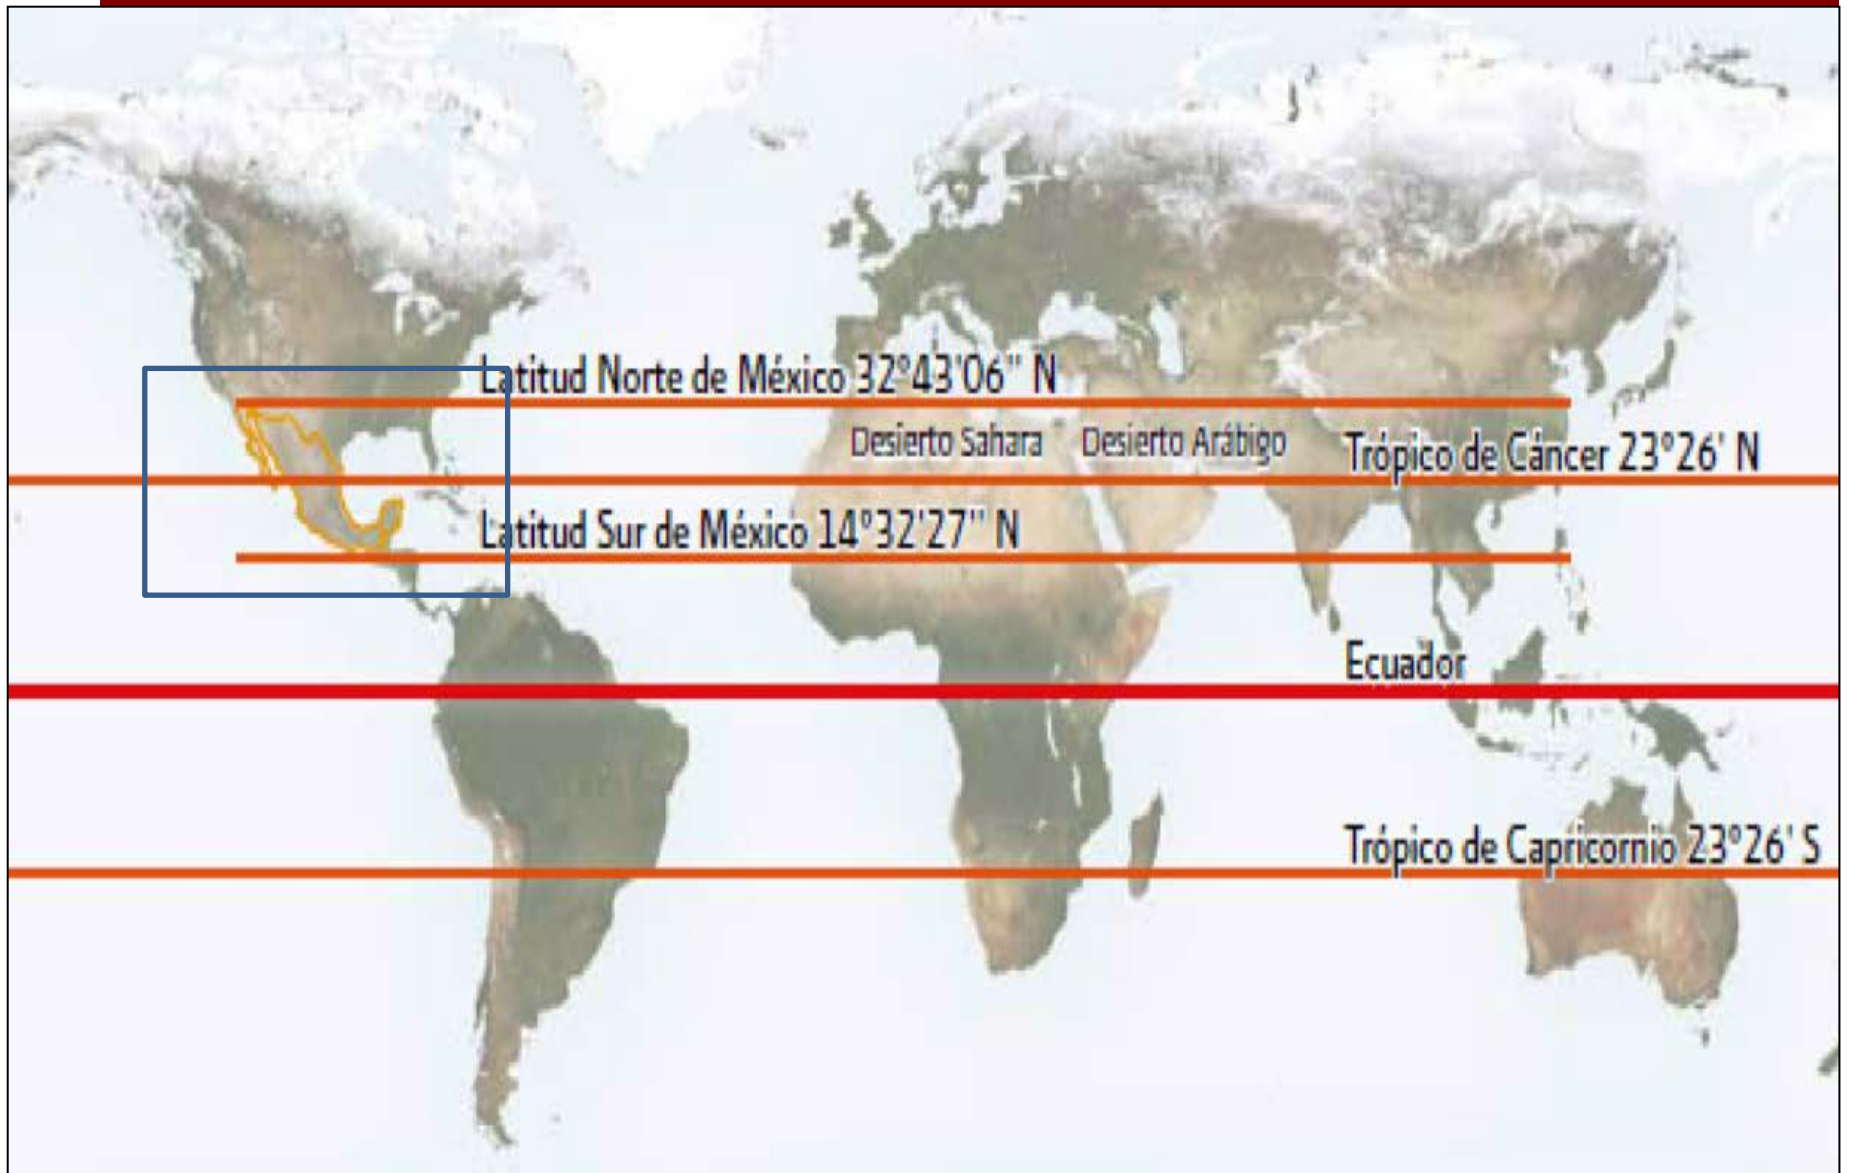 Latitud Norte de México 32°43'06'' N
Desierto Sahara
Desierto Arábigo
Trópico de Cáncer 23°26' N
Latitud Sur de México 14°32'27'' N
Ecuador
Trópico de Capricornio 23°26' S